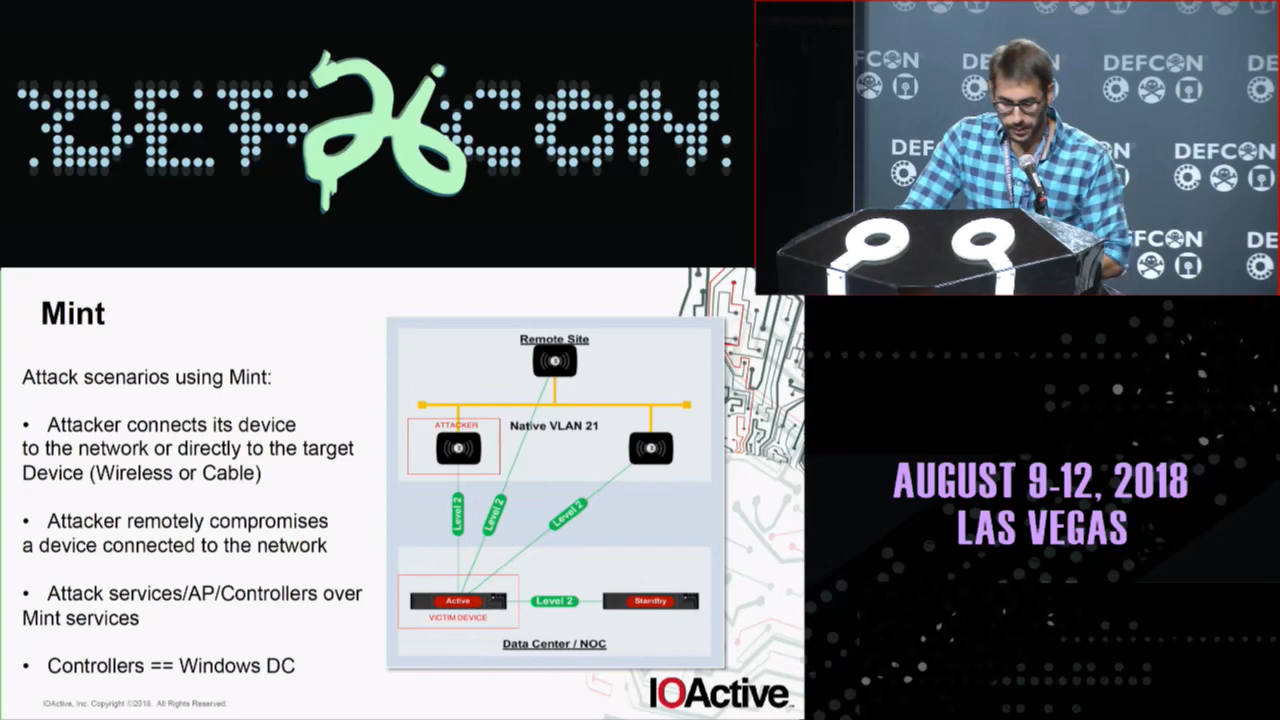 DEFCON
26
DEFCON
DEFCON
DEFCON
DEFCON
DEFCON
Mint
Attack scenarios using Mint:
• Attacker connects its device
to the network or directly to the target
Device (Wireless or Cable)
• Attacker remotely compromises
a device connected to the network
• Attack services/AP/Controllers over
Mint services
• Controllers == Windows DC
Remote Site
ATTACKER
Native VLAN 21
Level 2
Level 2
Level 2
Active
Level 2
Standby
VICTIM DEVICE
Data Center / NOC
IOActive, Inc. Copyright ©2018. All Rights Reserved.
IOActive
AUGUST 9-12, 2018
LAS VEGAS